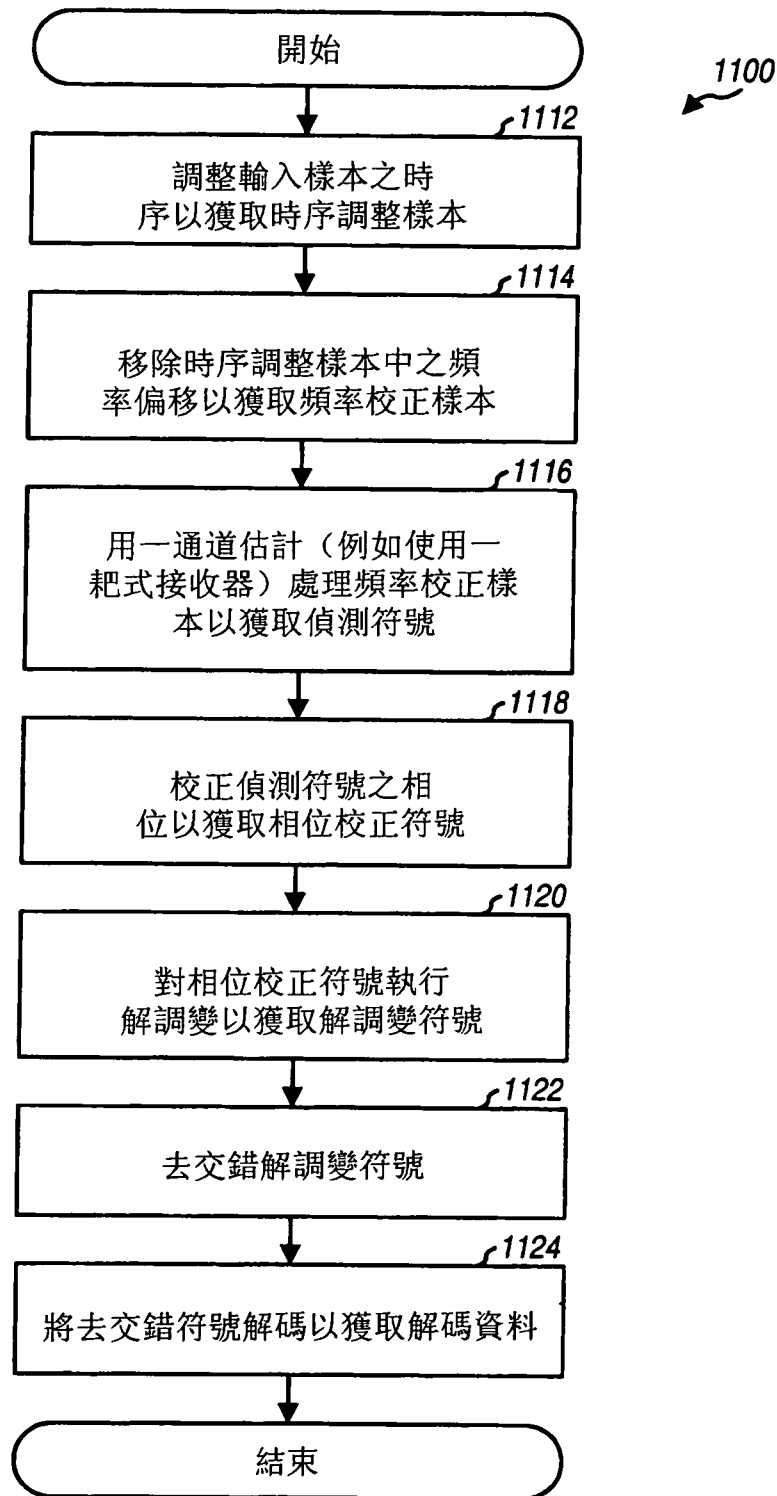 開始
1100
1112
調整輸入樣本之時
序以獲取時序調整樣本
1114
移除時序調整樣本中之頻
率偏移以獲取頻率校正樣本
1116
用一通道估計（例如使用一
耙式接收器）處理頻率校正樣
本以獲取偵測符號
1118
校正偵測符號之相
位以獲取相位校正符號
1120
對相位校正符號執行
解調變以獲取解調變符號
1122
去交錯解調變符號
1124
將去交錯符號解碼以獲取解碼資料
結束